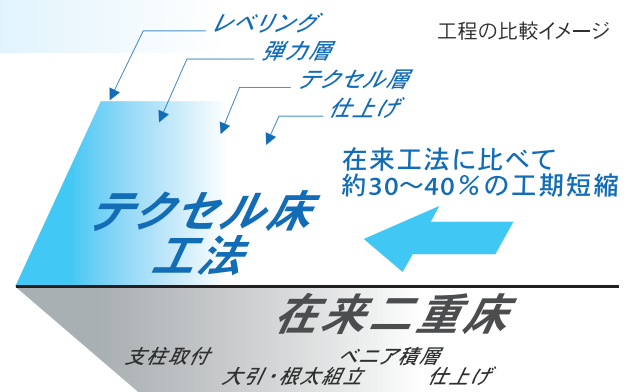 工程の比較イメージ
レベリング
弾力層
テクセル層
仕上げ
在来工法に比べて
約30〜40％の工期短縮
テクセル床
工法
在来二重床
支柱取付
大引・根太組立
ベニア積層
仕上げ